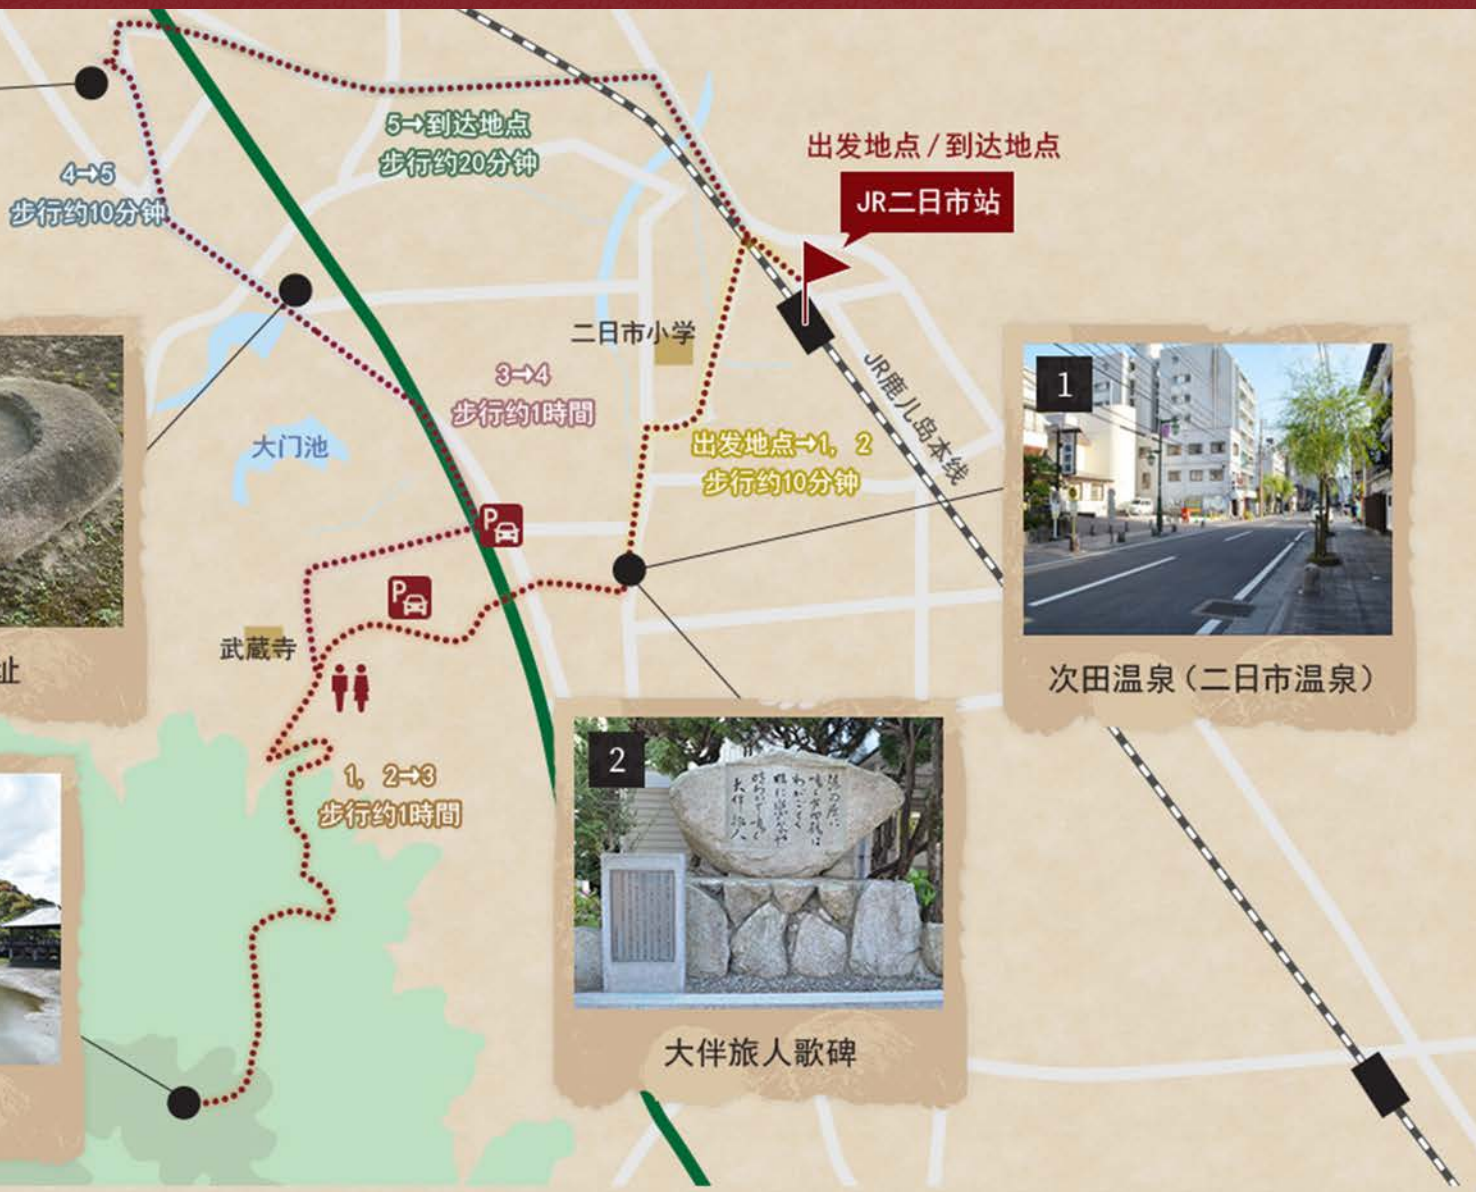 5→到达地点
步行约20分钟
出发地点/到达地点
JR二日市站
4→5
步行约10分钟
二日市小学
3→4
步行约1時間
JR鹿儿岛本线
大门池
出发地点→1, 2
步行约10分钟
P
P
武蔵寺
址
1
次田温泉(二日市温泉)
1, 2→3
步行约1時間
2
大伴旅人
大伴旅人歌碑